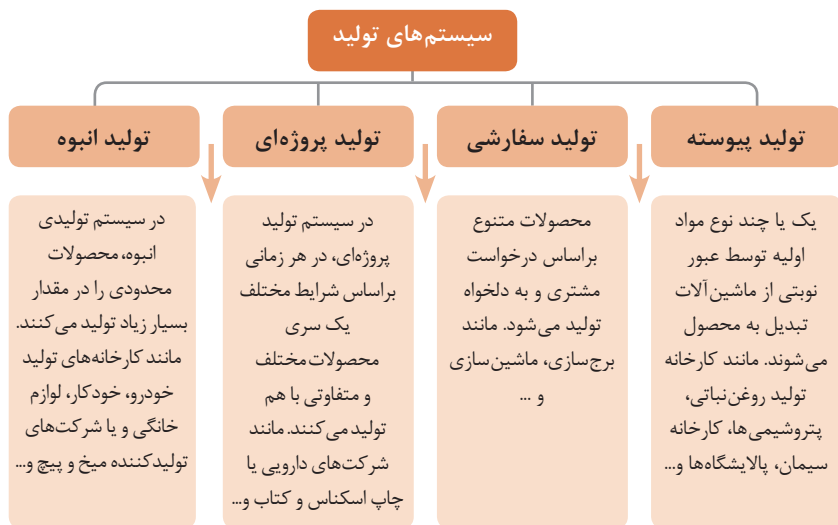 سیستم‌های تولید
تولید پیوسته
یک یا چند نوع مواد
اولیه توسط عبور
نوبتی از ماشین‌آلات
تبدیل به محصول
می‌شوند. مانند کارخانه
تولید روغن‌نباتی،
پتروشیمی‌ها، کارخانه
سیمان، پالایشگاه‌ها و...
تولید سفارشی
محصولات متنوع
براساس درخواست
مشتری و به دلخواه
تولید می‌شود. مانند
برج‌سازی، ماشین‌سازی
و ...
تولید پروژه‌ای
در سیستم تولید
پروژه‌ای، در هر زمانی
براساس شرایط مختلف
یک سری
محصولات مختلف
و متفاوتی با هم
تولید می‌کنند. مانند
شرکت‌های دارویی یا
چاپ اسکناس و کتاب و...
تولید انبوه
در سیستم تولیدی
انبوه، محصولات
محدودی را در مقدار
بسیار زیاد تولید می‌کنند.
مانند کارخانه‌های تولید
خودرو، خودکار، لوازم
خانگی و یا شرکت‌های
تولیدکننده میخ و پیچ و...